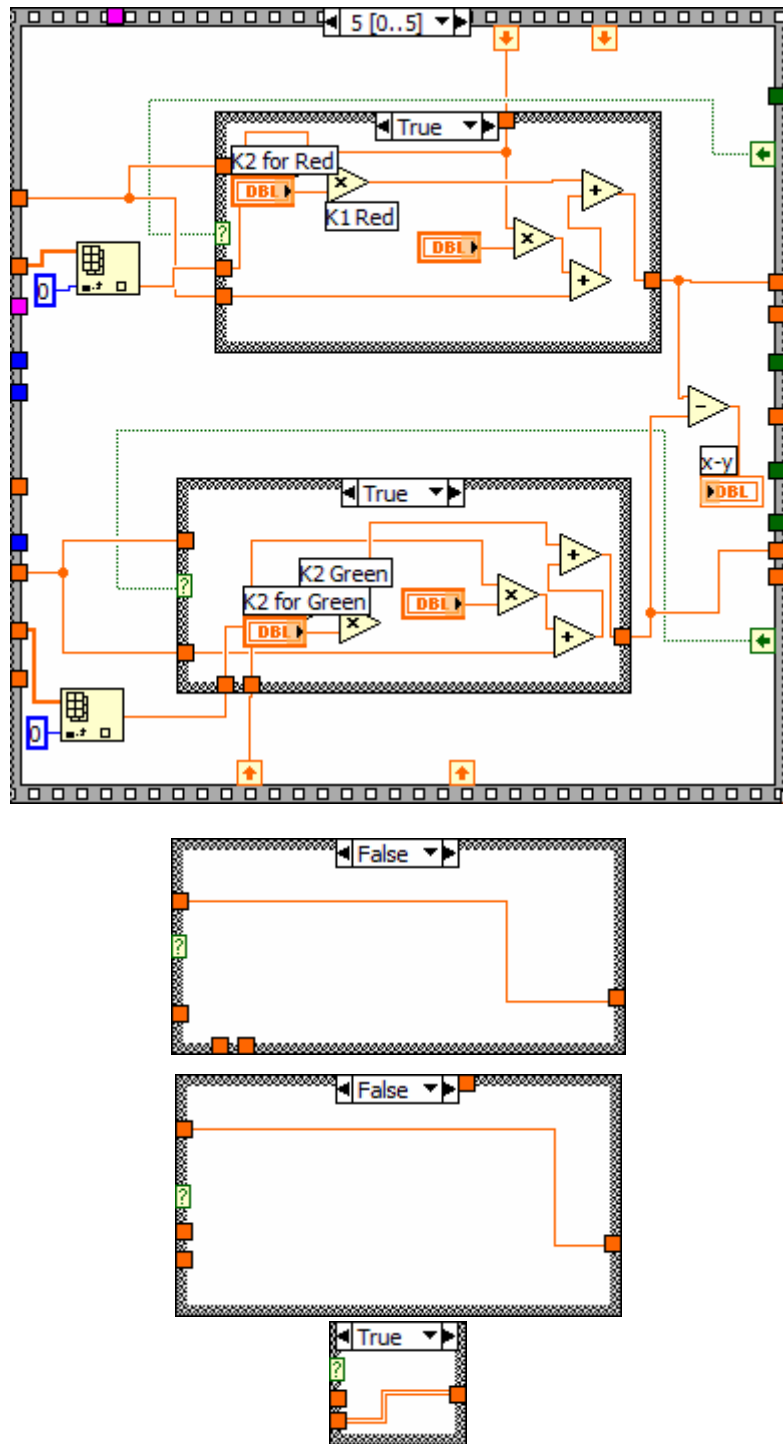 5 [0..5]
True
K2 for Red
DBL
×
K1 Red
+
DBL
×
+
?
0
-
x-y
DBL
True
?
K2 Green
K2 for Green
DBL
×
DBL
×
+
+
0
False
?
False
?
True
?